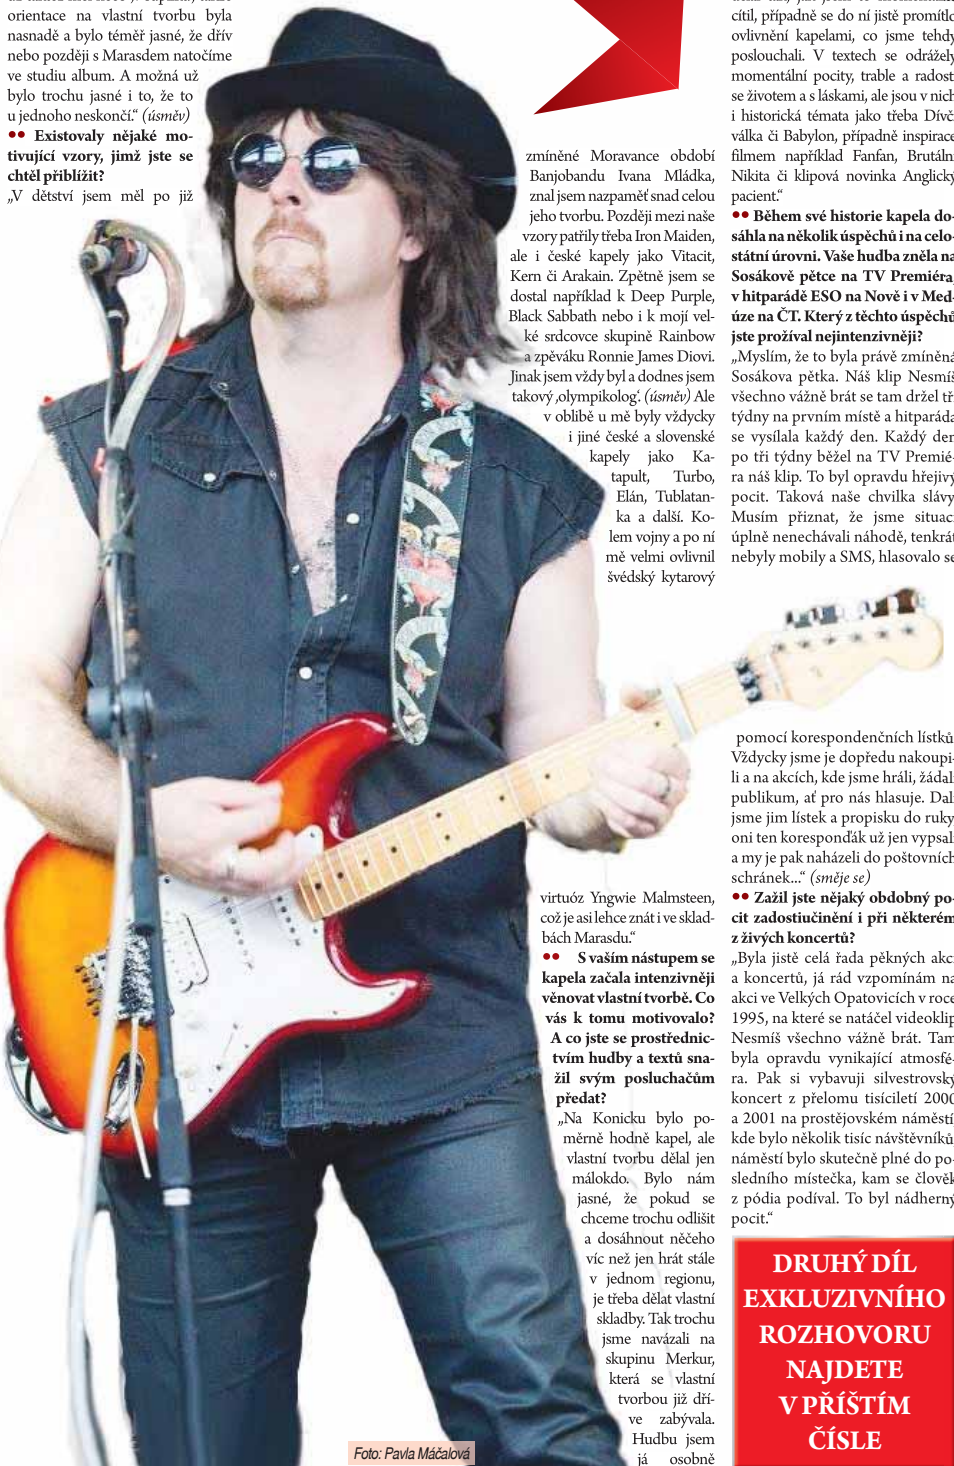 orientace na vlastní tvorbu byla
nasnadě a bylo téměř jasné, že dřív
nebo později s Marasdem natočíme
ve studiu album. A možná už
bylo trochu jasné i to, že to
u jednoho neskončí.“ (úsměv)
•• Existovaly nějaké mo-
tivující vzory, jimž jste se
chtěl přiblížit?
„V dětství jsem měl po již
zmíněné Moravance období
Banjobandu Ivana Mládka,
znal jsem nazpaměť snad celou
jeho tvorbu. Později mezi naše
vzory patřily třeba Iron Maiden,
ale i české kapely jako Vitacit,
Kern či Arakain. Zpětně jsem se
dostal například k Deep Purple,
Black Sabbath nebo i k mojí vel-
ké srdcovce skupině Rainbow
a zpěváku Ronnie James Diovi.
Jinak jsem vždy byl a dodnes jsem
takový ‚olympikolog‘. (úsměv) Ale
v oblibě u mě byly vždycky
i jiné české a slovenské
kapely jako Ka-
tapult, Turbo,
Elán, Tublatan-
ka a další. Ko-
lem vojny a po ní
mě velmi ovlivnil
švédský kytarový
virtuóz Yngwie Malmsteen,
což je asi lehce znát i ve sklad-
bách Marasdu.“
•• S vaším nástupem se
kapela začala intenzivněji
věnovat vlastní tvorbě. Co
vás k tomu motivovalo?
A co jste se prostřednic-
tvím hudby a textů sna-
žil svým posluchačům
předat?
„Na Konicku bylo po-
měrně hodně kapel, ale
vlastní tvorbu dělal jen
málokdo. Bylo nám
jasné, že pokud se
chceme trochu odlišit
a dosáhnout něčeho
víc než jen hrát stále
v jednom regionu,
je třeba dělat vlastní
skladby. Tak trochu
jsme navázali na
skupinu Merkur,
která se vlastní
tvorbou již dří-
ve zabývala.
Hudbu jsem
já osobně
cítil, případně se do ní jistě promítlo
ovlivnění kapelami, co jsme tehdy
poslouchali. V textech se odrážely
momentální pocity, trable a radosti
se životem a s láskami, ale jsou v nich
i historická témata jako třeba Dívčí
válka či Babylon, případně inspirace
filmem například Fanfan, Brutální
Nikita či klipová novinka Anglický
pacient.“
•• Během své historie kapela do-
sáhla na několik úspěchů i na celo-
státní úrovni. Vaše hudba zněla na
Sosákově pětce na TV Premiéra,
v hitparádě ESO na Nově i v Med-
úze na ČT. Který z těchto úspěchů
jste prožíval nejintenzivněji?
„Myslím, že to byla právě zmíněná
Sosákova pětka. Náš klip Nesmíš
všechno vážně brát se tam držel tři
týdny na prvním místě a hitparáda
se vysílala každý den. Každý den
po tři týdny běžel na TV Premié-
ra náš klip. To byl opravdu hřejivý
pocit. Taková naše chvilka slávy.
Musím přiznat, že jsme situaci
úplně nenechávali náhodě, tenkrát
nebyly mobily a SMS, hlasovalo se
pomocí korespondenčních lístků.
Vždycky jsme je dopředu nakoupi-
li a na akcích, kde jsme hráli, žádali
publikum, ať pro nás hlasuje. Dali
jsme jim lístek a propisku do ruky,
oni ten koresponďák už jen vypsali
a my je pak naházeli do poštovních
schránek...“ (směje se)
•• Zažil jste nějaký obdobný po-
cit zadostiučinění i při některém
z živých koncertů?
„Byla jistě celá řada pěkných akcí
a koncertů, já rád vzpomínám na
akci ve Velkých Opatovicích v roce
1995, na které se natáčel videoklip
Nesmíš všechno vážně brát. Tam
byla opravdu vynikající atmosfé-
ra. Pak si vybavuji silvestrovský
koncert z přelomu tisíciletí 2000
a 2001 na prostějovském náměstí,
kde bylo několik tisíc návštěvníků,
náměstí bylo skutečně plné do po-
sledního místečka, kam se člověk
z pódia podíval. To byl nádherný
pocit.“
DRUHÝ DÍL
EXKLUZIVNÍHO
ROZHOVORU
NAJDETE
V PŘÍŠTÍM
ČÍSLE
Foto: Pavla Máčalová